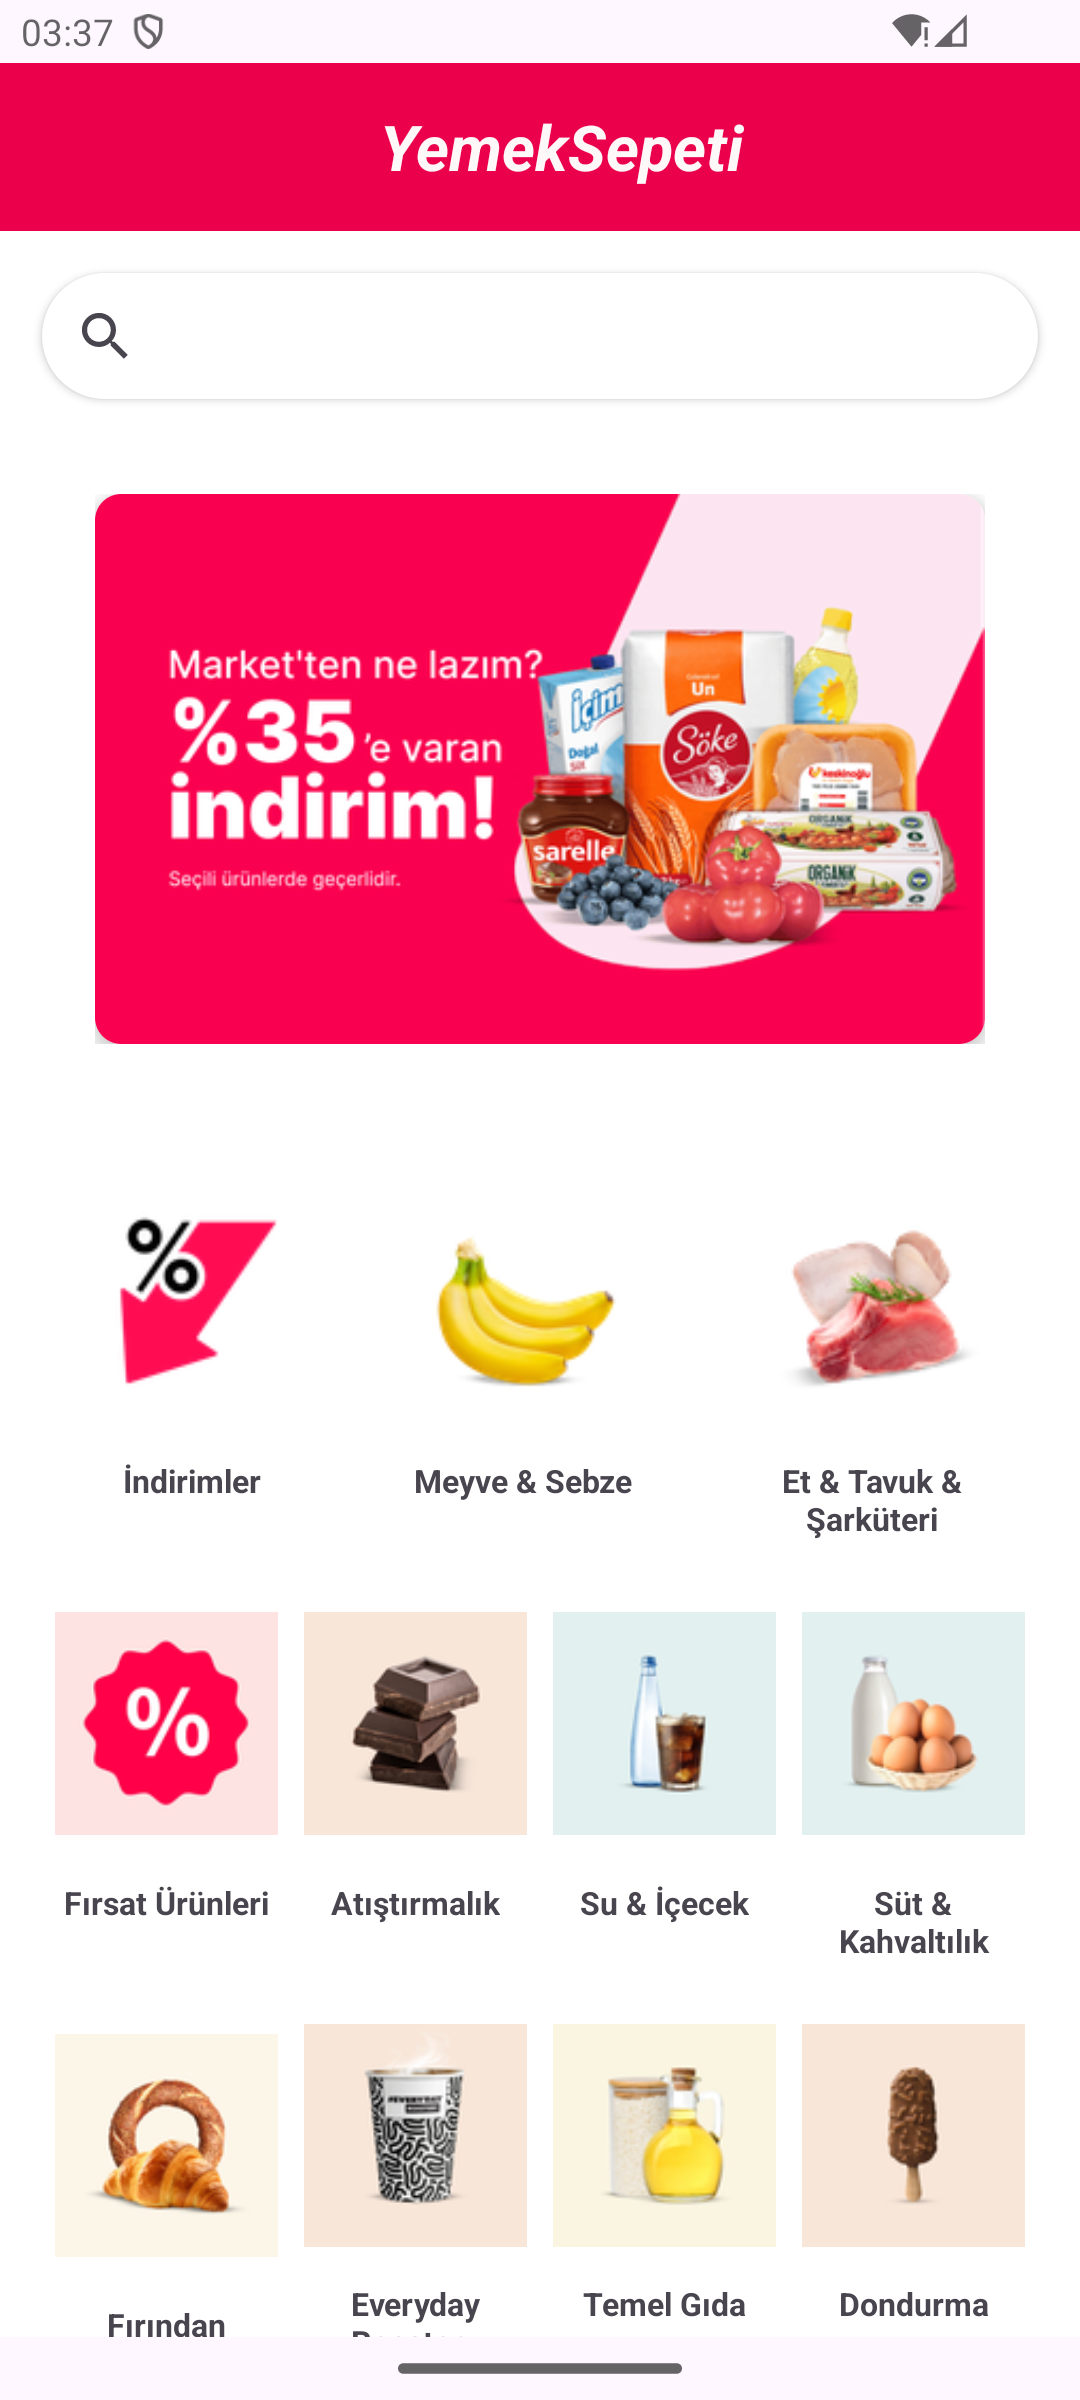 03:37
YemekSepeti
Market'ten ne lazım?
%35'e varan
indirim!
Seçili ürünlerde geçerlidir.
içim
Doğal
Süt
Un
Söke
keskinoğlu
sarelle
ORGANİK
ORGANİK
%
İndirimler
Meyve & Sebze
Et & Tavuk &
Şarküteri
%
Fırsat Ürünleri
Atıştırmalık
Su & İçecek
Süt &
Kahvaltılık
Fırından
Everyday
Temel Gıda
Dondurma